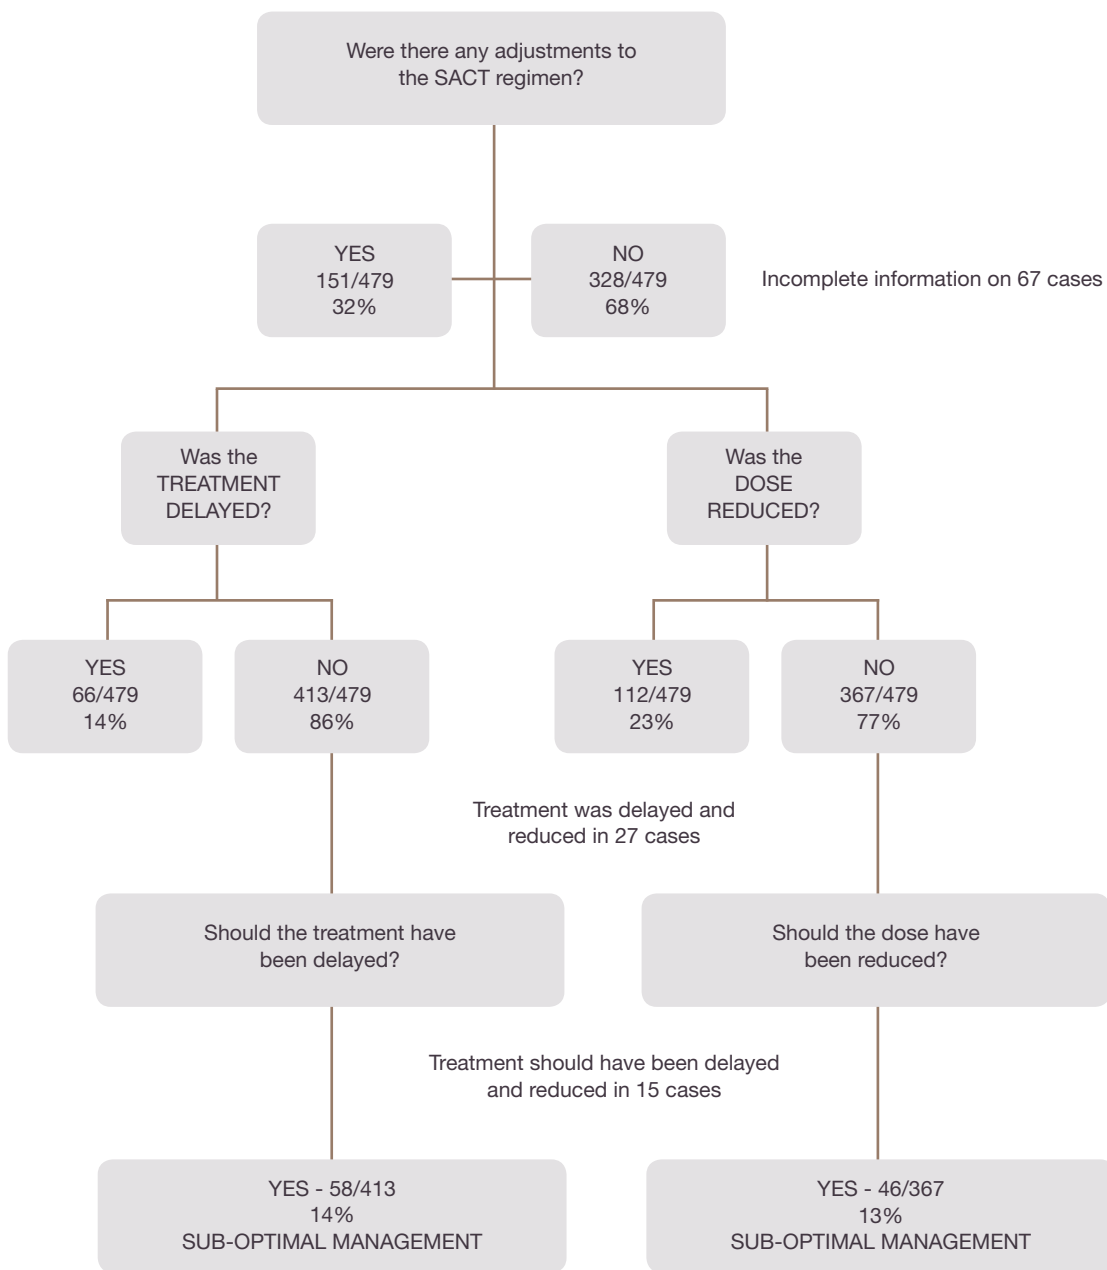 Were there any adjustments to
the SACT regimen?
YES
151/479
32%
NO
328/479
68%
Incomplete information on 67 cases
Was the
TREATMENT
DELAYED?
Was the
DOSE
REDUCED?
YES
66/479
14%
NO
413/479
86%
YES
112/479
23%
NO
367/479
77%
Treatment was delayed and
reduced in 27 cases
Should the treatment have
been delayed?
Should the dose have
been reduced?
Treatment should have been delayed
and reduced in 15 cases
YES - 58/413
14%
SUB-OPTIMAL MANAGEMENT
YES - 46/367
13%
SUB-OPTIMAL MANAGEMENT